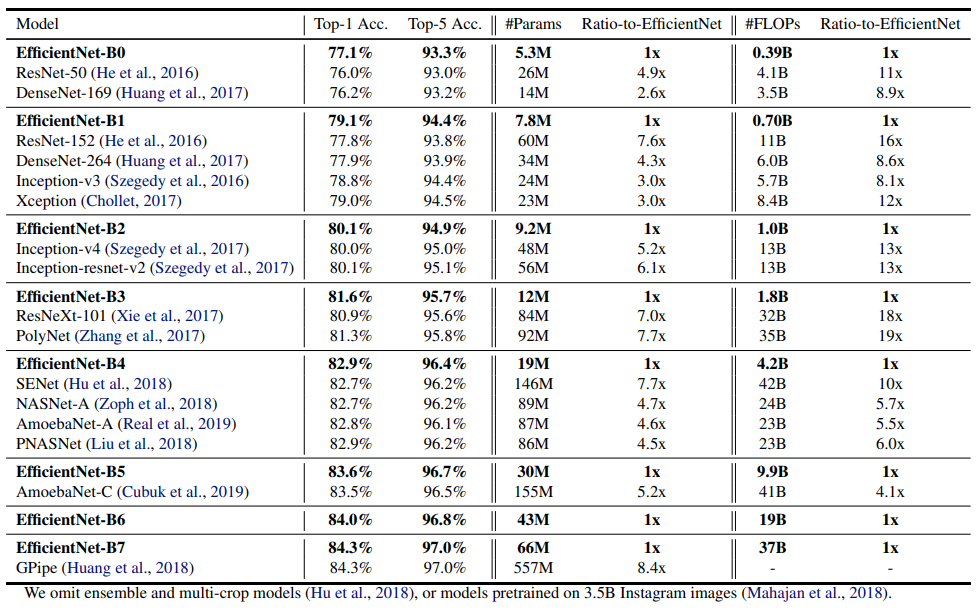 Model Top-1 Acc. Top-5 Acc. #Params Ratio-to-EfficientNet #FLOPs Ratio-to-EfficientNet
EfficientNet-B0 77.1% 93.3% 5.3M 1x 0.39B 1x
ResNet-50 (He et al., 2016) 76.0% 93.0% 26M 4.9x 4.1B 11x
DenseNet-169 (Huang et al., 2017) 76.2% 93.2% 14M 2.6x 3.5B 8.9x
EfficientNet-B1 79.1% 94.4% 7.8M 1x 0.70B 1x
ResNet-152 (He et al., 2016) 77.8% 93.8% 60M 7.6x 11B 16x
DenseNet-264 (Huang et al., 2017) 77.9% 93.9% 34M 4.3x 6.0B 8.6x
Inception-v3 (Szegedy et al., 2016) 78.8% 94.4% 24M 3.0x 5.7B 8.1x
Xception (Chollet, 2017) 79.0% 94.5% 23M 3.0x 8.4B 12x
EfficientNet-B2 80.1% 94.9% 9.2M 1x 1.0B 1x
Inception-v4 (Szegedy et al., 2017) 80.0% 95.0% 48M 5.2x 13B 13x
Inception-resnet-v2 (Szegedy et al., 2017) 80.1% 95.1% 56M 6.1x 13B 13x
EfficientNet-B3 81.6% 95.7% 12M 1x 1.8B 1x
ResNeXt-101 (Xie et al., 2017) 80.9% 95.6% 84M 7.0x 32B 18x
PolyNet (Zhang et al., 2017) 81.3% 95.8% 92M 7.7x 35B 19x
EfficientNet-B4 82.9% 96.4% 19M 1x 4.2B 1x
SENet (Hu et al., 2018) 82.7% 96.2% 146M 7.7x 42B 10x
NASNet-A (Zoph et al., 2018) 82.7% 96.2% 89M 4.7x 24B 5.7x
AmoebaNet-A (Real et al., 2019) 82.8% 96.1% 87M 4.6x 23B 5.5x
PNASNet (Liu et al., 2018) 82.9% 96.2% 86M 4.5x 23B 6.0x
EfficientNet-B5 83.6% 96.7% 30M 1x 9.9B 1x
AmoebaNet-C (Cubuk et al., 2019) 83.5% 96.5% 155M 5.2x 41B 4.1x
EfficientNet-B6 84.0% 96.8% 43M 1x 19B 1x
EfficientNet-B7 84.3% 97.0% 66M 1x 37B 1x
GPipe (Huang et al., 2018) 84.3% 97.0% 557M 8.4x - -
We omit ensemble and multi-crop models (Hu et al., 2018), or models pretrained on 3.5B Instagram images (Mahajan et al., 2018).